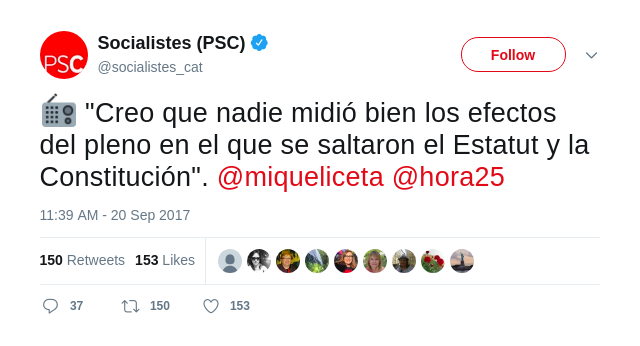 PSC
Socialistes (PSC)
@socialistes_cat
Follow
"Creo que nadie midió bien los efectos
del pleno en el que se saltaron el Estatut y la
Constitución". @miqueliceta @hora25
11:39 AM - 20 Sep 2017
150 Retweets 153 Likes
37 150 153